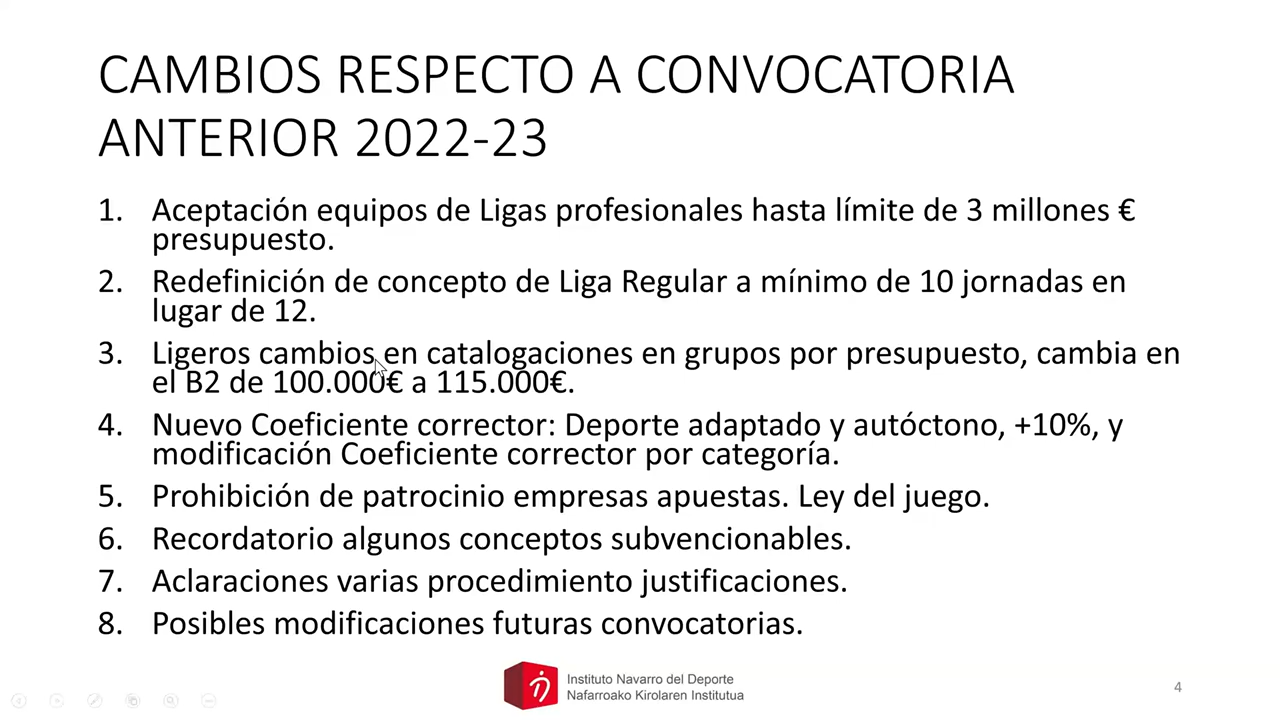 CAMBIOS RESPECTO A CONVOCATORIA
ANTERIOR 2022-23
1. Aceptación equipos de Ligas profesionales hasta límite de 3 millones €
presupuesto.
2. Redefinición de concepto de Liga Regular a mínimo de 10 jornadas en
lugar de 12.
3. Ligeros cambios en catalogaciones en grupos por presupuesto, cambia en
el B2 de 100.000€ a 115.000€.
4. Nuevo Coeficiente corrector: Deporte adaptado y autóctono, +10%, y
modificación Coeficiente corrector por categoría.
5. Prohibición de patrocinio empresas apuestas. Ley del juego.
6. Recordatorio algunos conceptos subvencionables.
7. Aclaraciones varias procedimiento justificaciones.
8. Posibles modificaciones futuras convocatorias.
Instituto Navarro del Deporte
Nafarroako Kirolaren Institutua
4